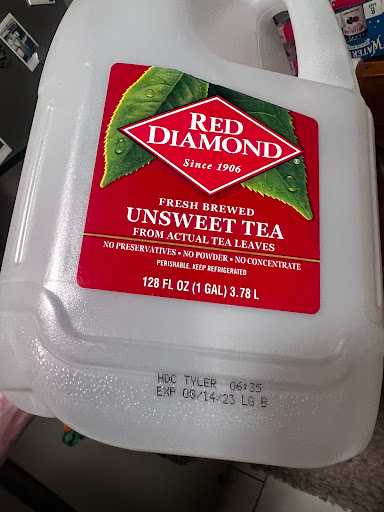 RED
DIAMOND
Since 1906
FRESH BREWED
UNSWEET TEA
FROM ACTUAL TEA LEAVES
NO PRESERVATIVES • NO POWDER • NO CONCENTRATE
PERISHABLE. KEEP REFRIGERATED
128 FL OZ (1 GAL) 3.78 L
HDC TYLER 06:35
EXP 09/14/23 LG B
WATER